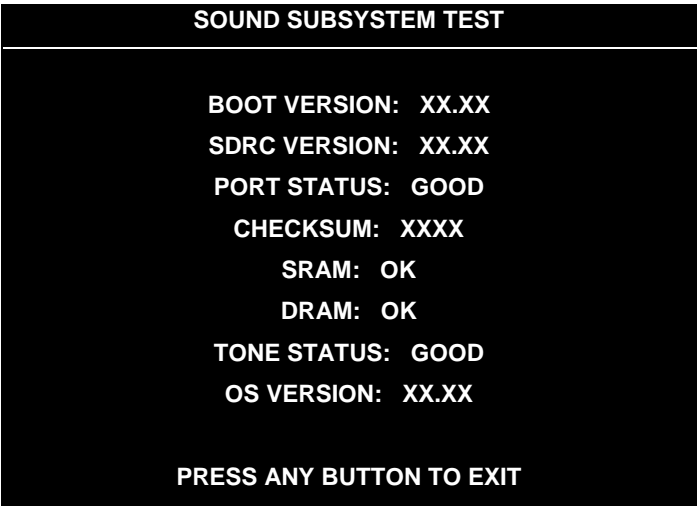 SOUND SUBSYSTEM TEST
BOOT VERSION: XX.XX
SDRC VERSION: XX.XX
PORT STATUS: GOOD
CHECKSUM: XXXX
SRAM: OK
DRAM: OK
TONE STATUS: GOOD
OS VERSION: XX.XX
PRESS ANY BUTTON TO EXIT